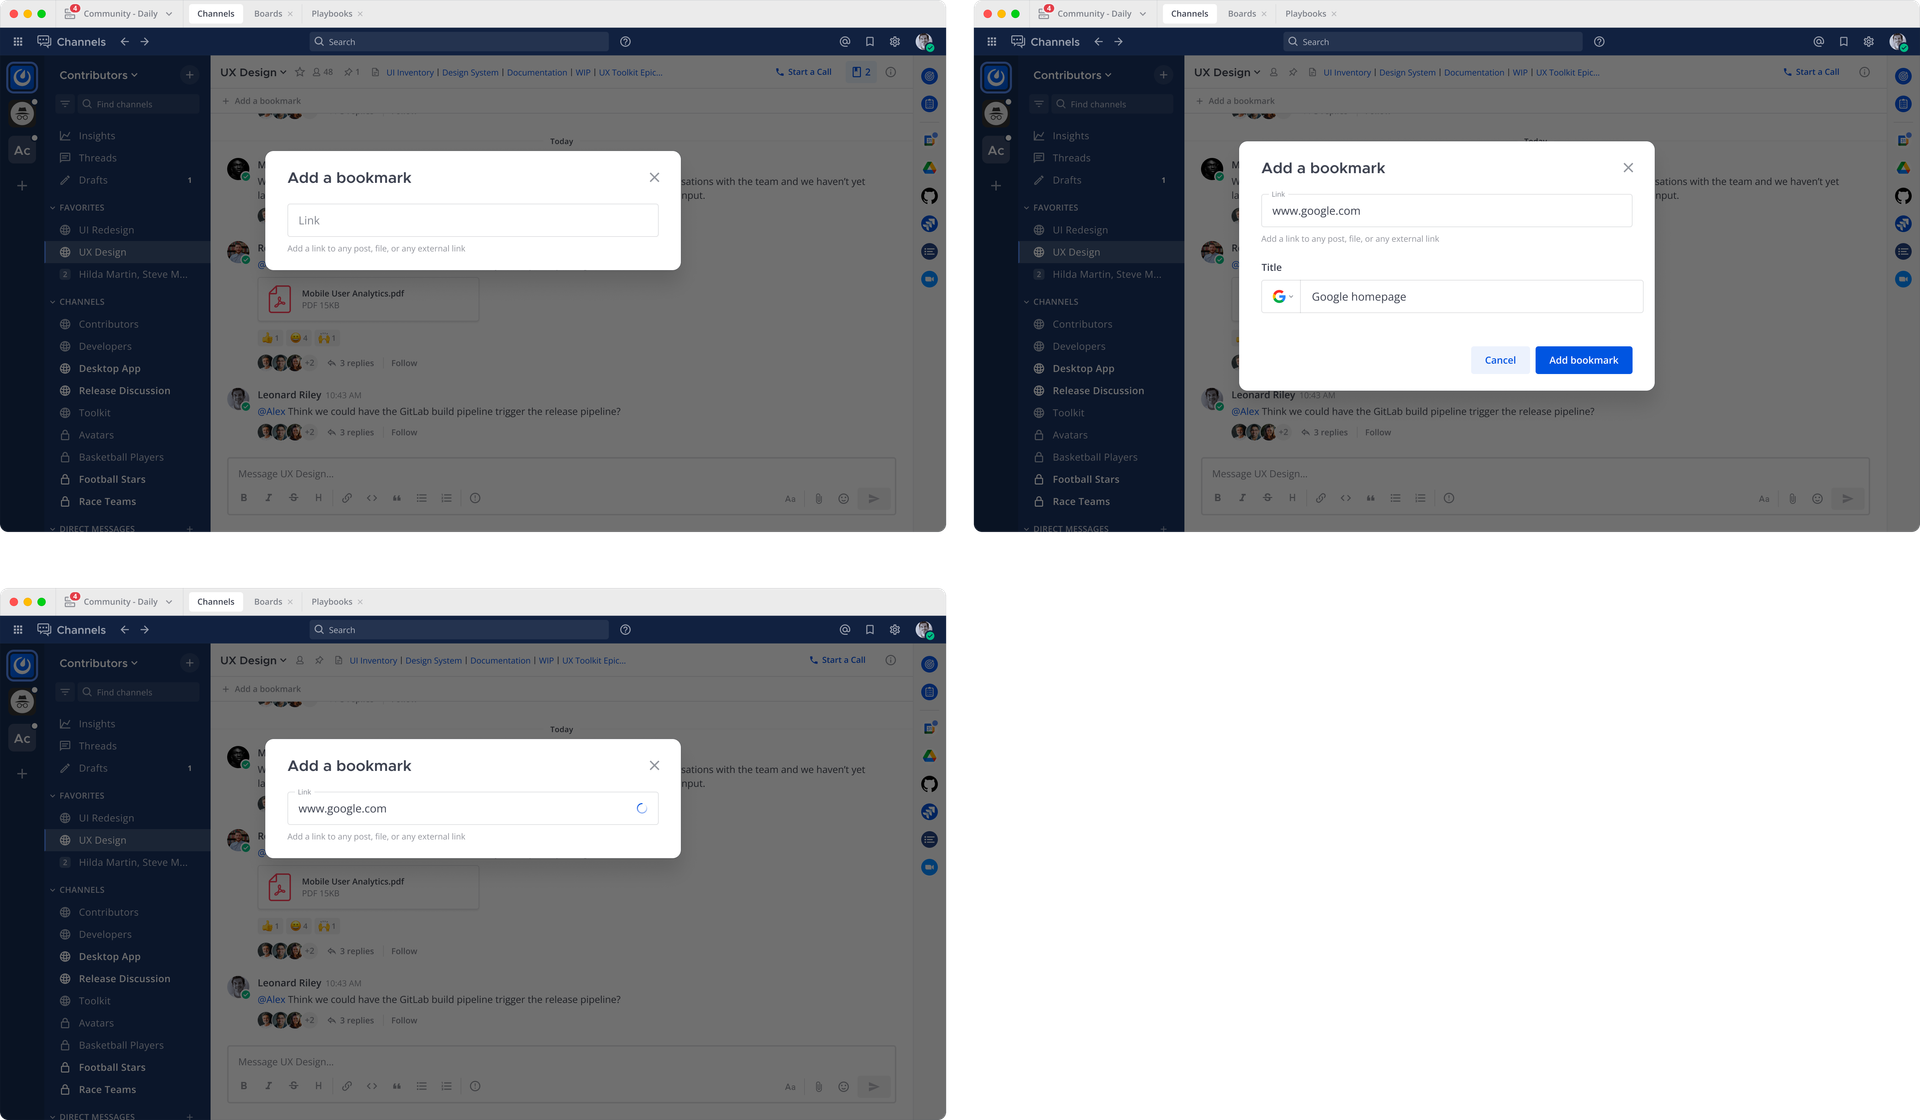 4 Community - Daily Channels Boards Playbooks
Channels Search
Contributors
Find channels
Insights
Threads
Drafts 1
FAVORITES
UI Redesign
UX Design
2 Hilda Martin, Steve M...
CHANNELS
Contributors
Developers
Desktop App
Release Discussion
Toolkit
Avatars
Basketball Players
Football Stars
Race Teams
DIRECT MESSAGES
Ac
UX Design 48 1 UI Inventory | Design System | Documentation | WIP | UX Toolkit Epic... Start a Call 2
Add a bookmark
Follow
Today
sations with the team and we haven't yet
nput.
Add a bookmark
Link
Add a link to any post, file, or any external link
Mobile User Analytics.pdf
PDF 15KB
1 4 1
+2 3 replies Follow
Leonard Riley 10:43 AM
@Alex Think we could have the GitLab build pipeline trigger the release pipeline?
+2 3 replies Follow
Message UX Design...
B I S H Aa
4 Community - Daily Channels Boards Playbooks
Channels Search
Contributors
Find channels
Insights
Threads
Drafts 1
FAVORITES
UI Redesign
UX Design
2 Hilda Martin, Steve M...
CHANNELS
Contributors
Developers
Desktop App
Release Discussion
Toolkit
Avatars
Basketball Players
Football Stars
Race Teams
DIRECT MESSAGES
Ac
UX Design UI Inventory | Design System | Documentation | WIP | UX Toolkit Epic... Start a Call
Add a bookmark
sations with the team and we haven't yet
nput.
Add a bookmark
Link
www.google.com
Add a link to any post, file, or any external link
Title
Google homepage
Cancel Add bookmark
Leonard Riley 10:43 AM
@Alex Think we could have the GitLab build pipeline trigger the release pipeline?
+2 3 replies Follow
Message UX Design...
B I S H Aa
4 Community - Daily Channels Boards Playbooks
Channels Search
Contributors
Find channels
Insights
Threads
Drafts 1
FAVORITES
UI Redesign
UX Design
2 Hilda Martin, Steve M...
CHANNELS
Contributors
Developers
Desktop App
Release Discussion
Toolkit
Avatars
Basketball Players
Football Stars
Race Teams
DIRECT MESSAGES
Ac
UX Design UI Inventory | Design System | Documentation | WIP | UX Toolkit Epic... Start a Call
Add a bookmark
Today
sations with the team and we haven't yet
nput.
Add a bookmark
Link
www.google.com
Add a link to any post, file, or any external link
Mobile User Analytics.pdf
PDF 15KB
1 4 1
+2 3 replies Follow
Leonard Riley 10:43 AM
@Alex Think we could have the GitLab build pipeline trigger the release pipeline?
+2 3 replies Follow
Message UX Design...
B I S H Aa